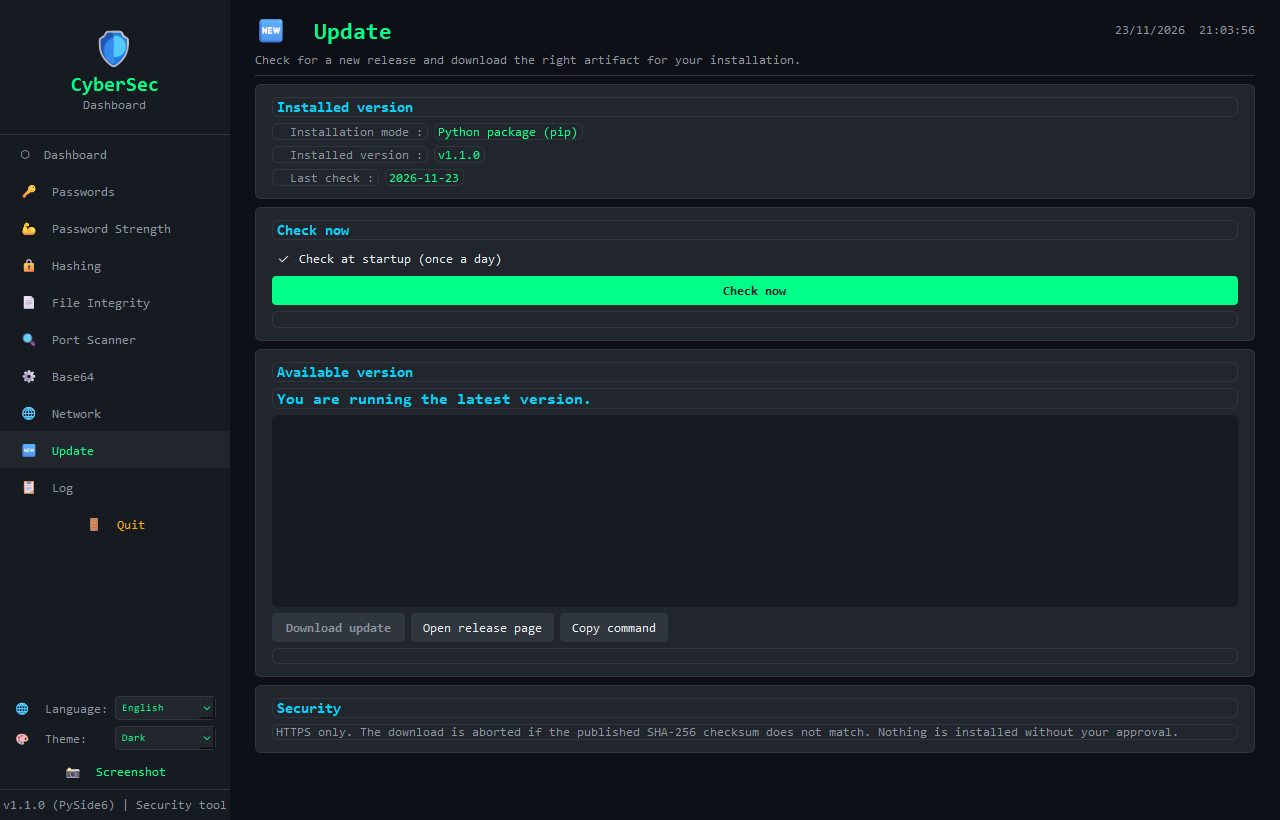 CyberSec
Dashboard
Dashboard
Passwords
Password Strength
Hashing
File Integrity
Port Scanner
Base64
Network
NEW Update
Log
Quit
Language: English
Theme: Dark
Screenshot
v1.1.0 (PySide6) | Security tool
NEW Update
23/11/2026 21:03:56
Check for a new release and download the right artifact for your installation.
Installed version
Installation mode : Python package (pip)
Installed version : v1.1.0
Last check : 2026-11-23
Check now
Check at startup (once a day)
Check now
Available version
You are running the latest version.
Download update Open release page Copy command
Security
HTTPS only. The download is aborted if the published SHA-256 checksum does not match. Nothing is installed without your approval.